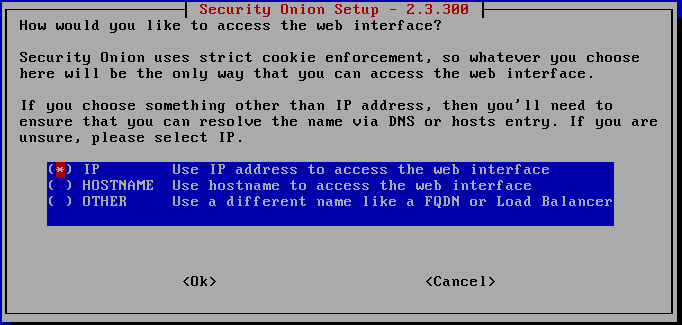 Security Onion Setup - 2.3.300
How would you like to access the web interface?
Security Onion uses strict cookie enforcement, so whatever you choose
here will be the only way that you can access the web interface.
If you choose something other than IP address, then you'll need to
ensure that you can resolve the name via DNS or hosts entry. If you are
unsure, please select IP.
(*) IP Use IP address to access the web interface
( ) HOSTNAME Use hostname to access the web interface
( ) OTHER Use a different name like a FQDN or Load Balancer
<Ok> <Cancel>